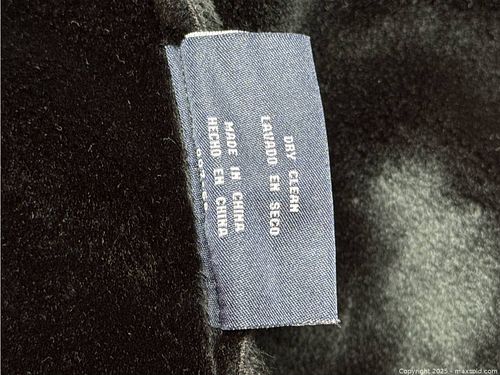 DRY CLEAN
LAVADO EN SECO
MADE IN CHINA
HECHO EN CHINA
Copyright 2025 - maxsold.com